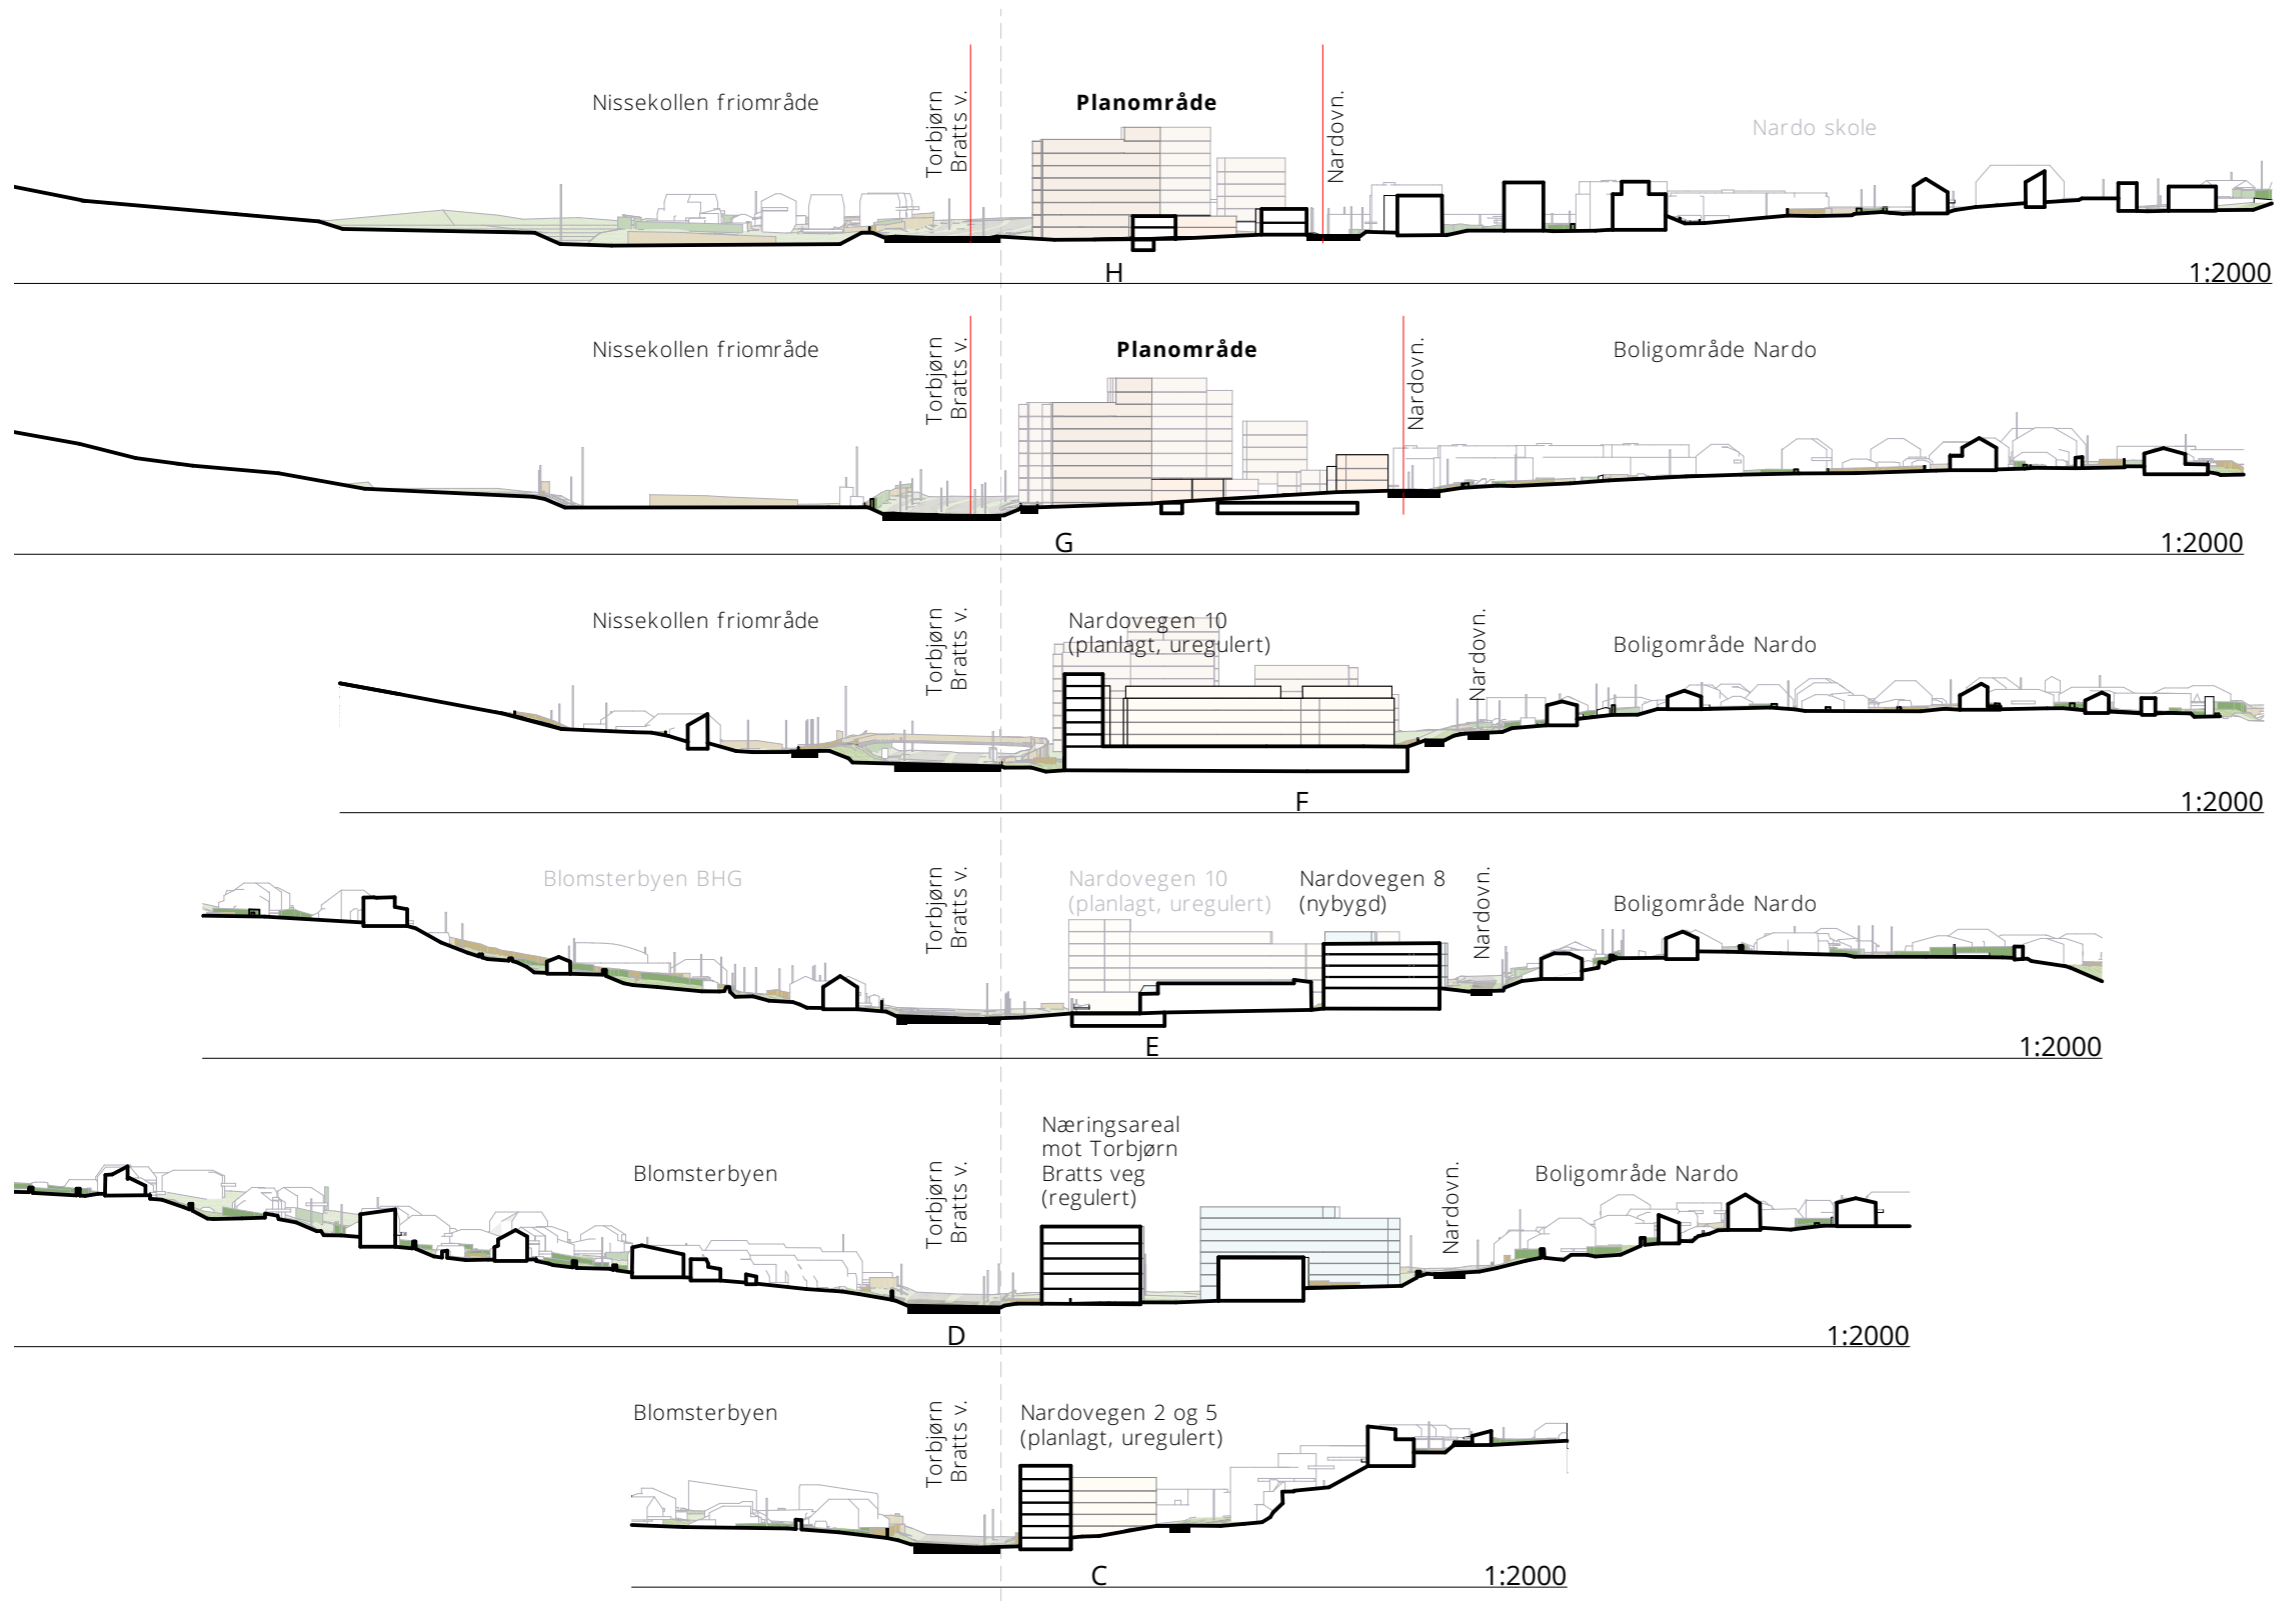 Nissekollen friområde
Torbjørn
Bratts v.
Planområde
Nardovn.
Nardo skole
H
1:2000
Nissekollen friområde
Torbjørn
Bratts v.
Planområde
Nardovn.
Boligområde Nardo
G
1:2000
Nissekollen friområde
Torbjørn
Bratts v.
Nardovegen 10
(planlagt, uregulert)
Nardovn.
Boligområde Nardo
F
1:2000
Blomsterbyen BHG
Torbjørn
Bratts v.
Nardovegen 10
(planlagt, uregulert)
Nardovegen 8
(nybygd)
Nardovn.
Boligområde Nardo
E
1:2000
Blomsterbyen
Torbjørn
Bratts v.
Næringsareal
mot Torbjørn
Bratts veg
(regulert)
Nardovn.
Boligområde Nardo
D
1:2000
Blomsterbyen
Torbjørn
Bratts v.
Nardovegen 2 og 5
(planlagt, uregulert)
C
1:2000